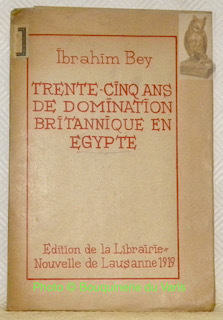 Ibrahim Bey
TRENTE-CINQ ANS
DE DOMINATION
BRITANNIQUE EN
EGYPTE
Edition de la Librairie
Nouvelle de Lausanne 1919